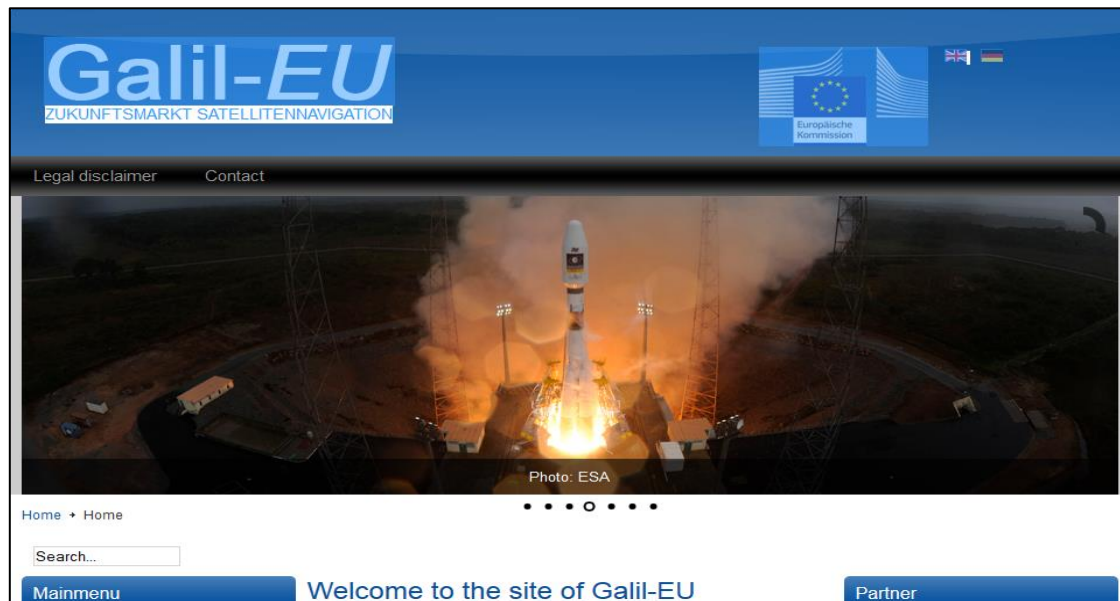 Galil-EU
ZUKUNFTSMARKT SATELLITENNAVIGATION
Europäische
Kommission
Legal disclaimer Contact
Photo: ESA
Home Home
Search...
Mainmenu
Welcome to the site of Galil-EU
Partner